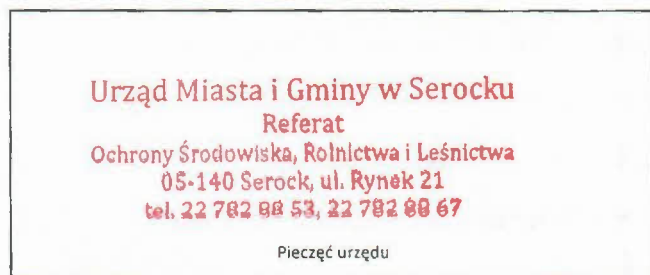 Urząd Miasta i Gminy w Serocku
Referat
Ochrony Środowiska, Rolnictwa i Leśnictwa
05-140 Serock, ul. Rynek 21
tel. 22 782 88 53, 22 782 88 67
Pieczęć urzędu